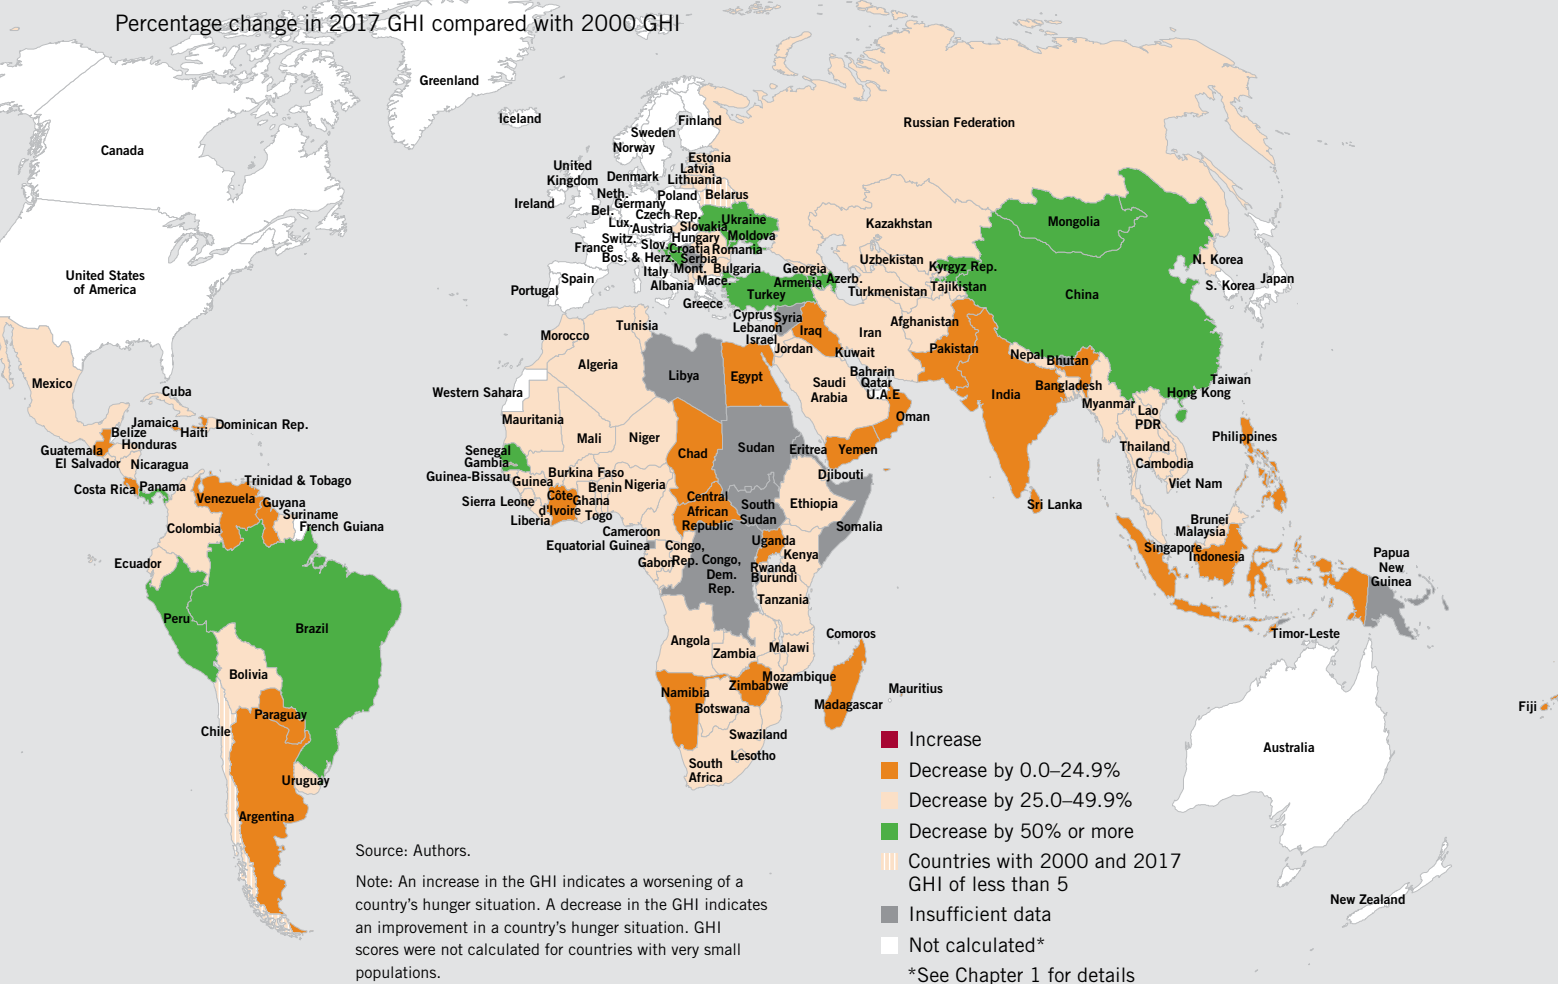 Percentage change in 2017 GHI compared with 2000 GHI
Greenland
Iceland
Finland
Sweden
Norway
Russian Federation
Canada
Estonia
Latvia
Lithuania
United
Kingdom
Denmark
Neth.
Poland
Belarus
Ireland
Germany
Bel.
Czech Rep.
Lux.
Austria
Slovakia
Ukraine
Moldova
Switz.
Hungary
France
Slov.
Croatia
Romania
Bos. & Herz.
Serbia
Italy
Mont.
Bulgaria
Albania
Mace.
Spain
Portugal
Greece
Georgia
Armenia
Azerb.
Turkey
Kazakhstan
Uzbekistan
Kyrgyz Rep.
Turkmenistan
Tajikistan
Mongolia
China
N. Korea
S. Korea
Japan
United States
of America
Cyprus
Syria
Lebanon
Israel
Iraq
Iran
Afghanistan
Jordan
Kuwait
Pakistan
Nepal
Bhutan
Bahrain
Qatar
U.A.E
Saudi
Arabia
Oman
Yemen
India
Bangladesh
Myanmar
Hong Kong
Taiwan
Lao
PDR
Thailand
Cambodia
Viet Nam
Philippines
Sri Lanka
Brunei
Malaysia
Singapore
Indonesia
Papua
New
Guinea
Timor-Leste
Fiji
Australia
New Zealand
Mexico
Cuba
Jamaica
Haiti
Dominican Rep.
Belize
Honduras
Guatemala
El Salvador
Nicaragua
Costa Rica
Panama
Trinidad & Tobago
Venezuela
Guyana
Suriname
French Guiana
Colombia
Ecuador
Peru
Brazil
Bolivia
Paraguay
Chile
Uruguay
Argentina
Morocco
Tunisia
Algeria
Libya
Egypt
Western Sahara
Mauritania
Mali
Niger
Chad
Sudan
Eritrea
Djibouti
Senegal
Gambia
Guinea-Bissau
Guinea
Burkina Faso
Benin
Nigeria
Sierra Leone
Côte
d'Ivoire
Ghana
Togo
Liberia
Central
African
Republic
South
Sudan
Ethiopia
Somalia
Cameroon
Equatorial Guinea
Gabon
Congo,
Rep.
Congo,
Dem.
Rep.
Uganda
Kenya
Rwanda
Burundi
Tanzania
Angola
Zambia
Malawi
Comoros
Mozambique
Zimbabwe
Namibia
Botswana
Madagascar
Mauritius
Swaziland
Lesotho
South
Africa
Increase
Decrease by 0.0–24.9%
Decrease by 25.0–49.9%
Decrease by 50% or more
Countries with 2000 and 2017
GHI of less than 5
Insufficient data
Not calculated*
*See Chapter 1 for details
Source: Authors.
Note: An increase in the GHI indicates a worsening of a
country's hunger situation. A decrease in the GHI indicates
an improvement in a country's hunger situation. GHI
scores were not calculated for countries with very small
populations.